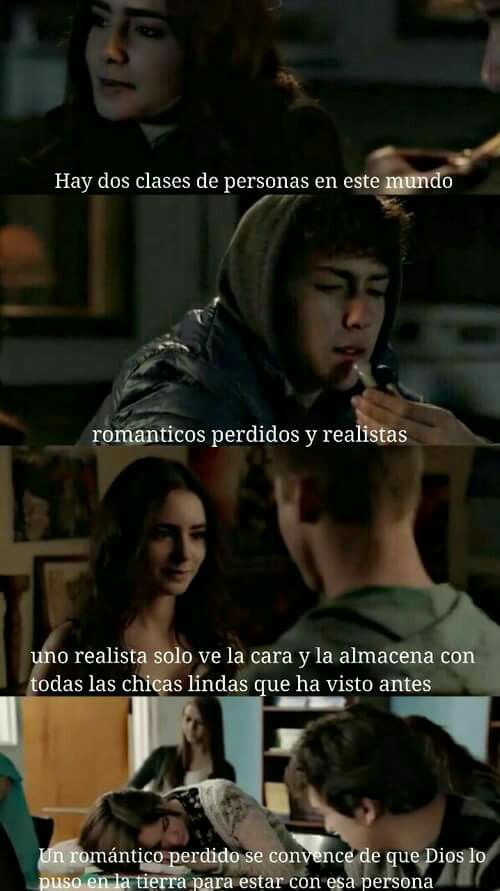 Hay dos clases de personas en este mundo
romanticos perdidos y realistas
uno realista solo ve la cara y la almacena con
todas las chicas lindas que ha visto antes
Un romántico perdido se convence de que Dios lo
puso en la tierra para estar con esa persona